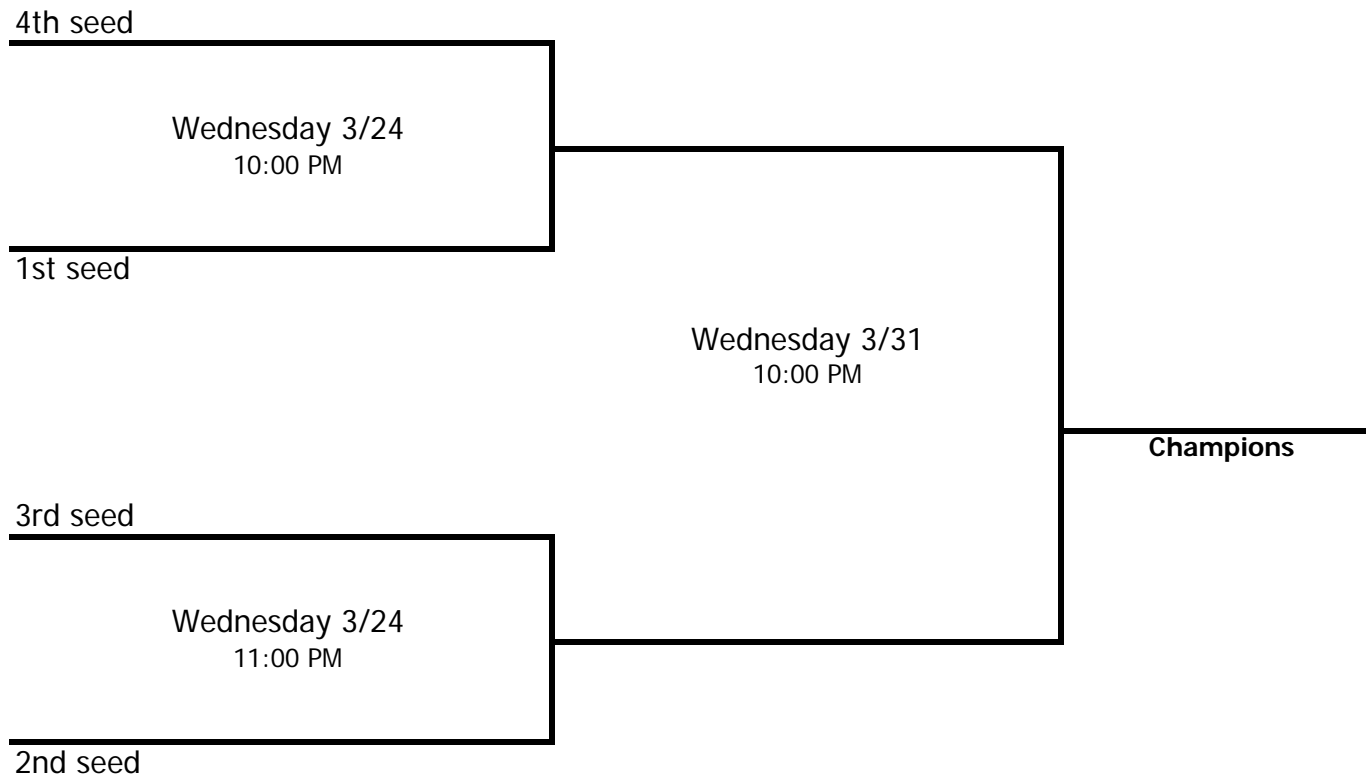 4th seed
Wednesday 3/24
10:00 PM
1st seed
Wednesday 3/31
10:00 PM
Champions
3rd seed
Wednesday 3/24
11:00 PM
2nd seed